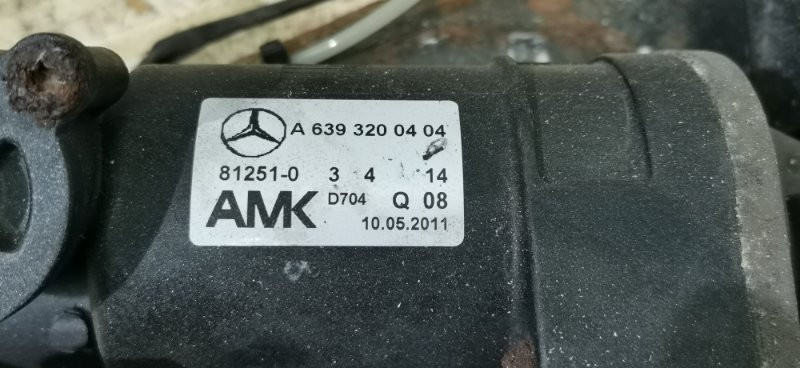 A 639 320 04 04
81251-0 3 4 14
AMK D704 Q 08
10.05.2011